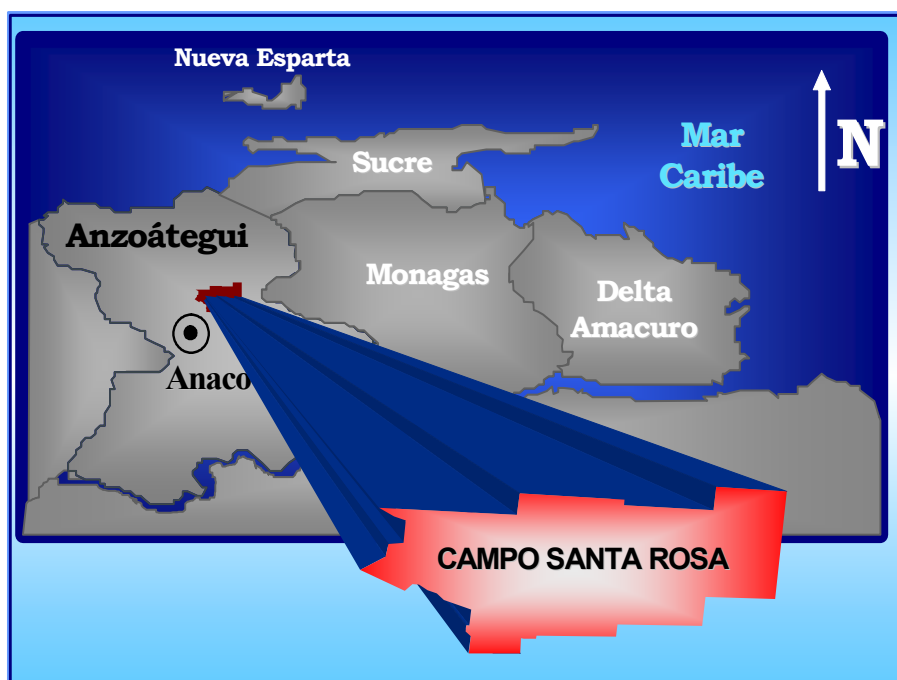 Nueva Esparta
Mar
Caribe
N
Sucre
Anzoátegui
Monagas
Delta
Amacuro
Anaco
CAMPO SANTA ROSA